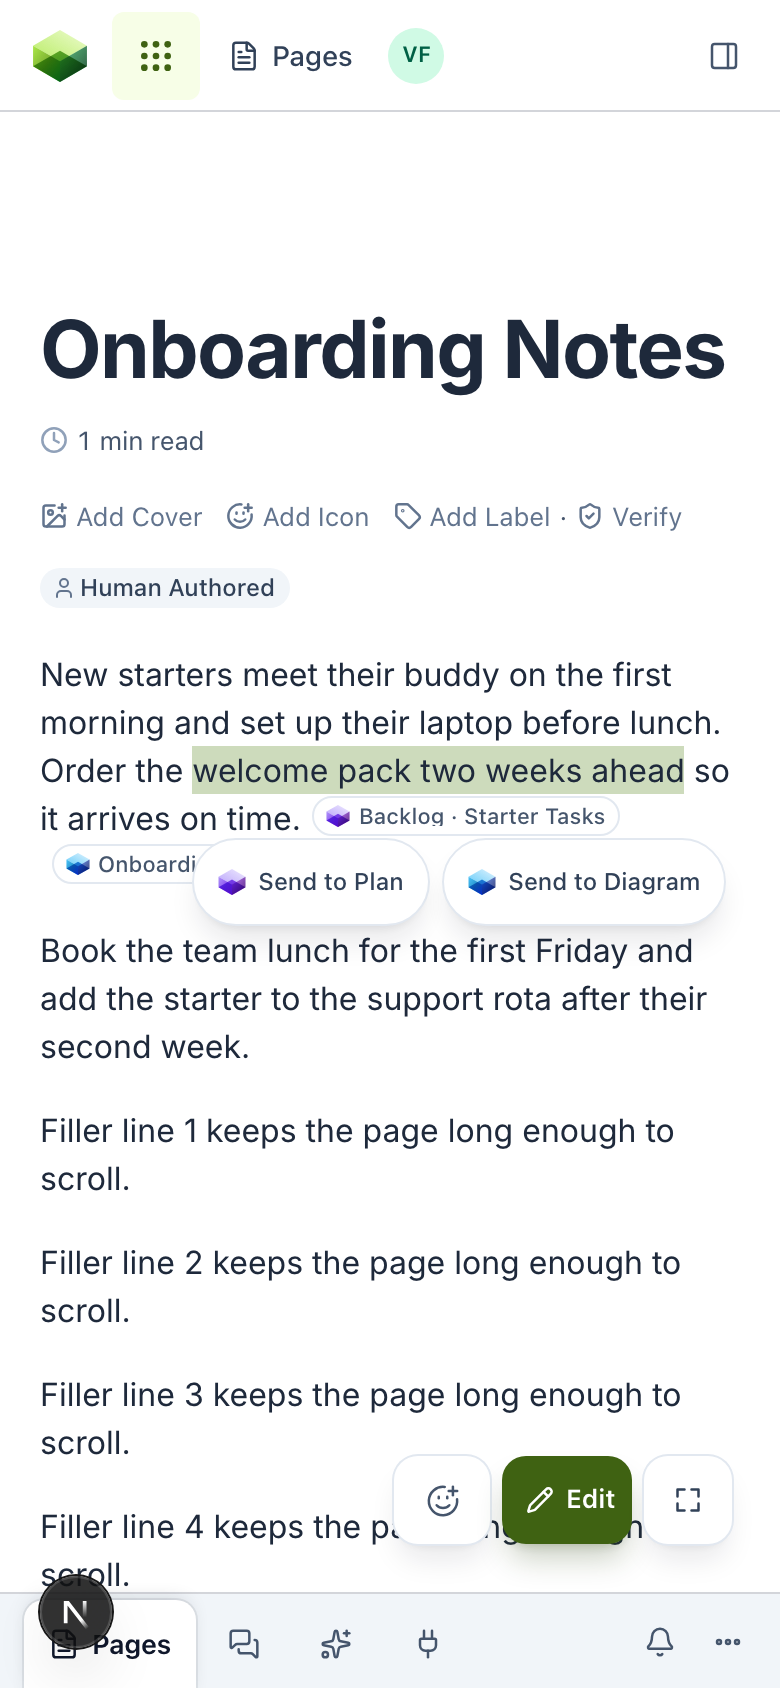 Pages
VF
Onboarding Notes
1 min read
Add Cover
Add Icon
Add Label · Verify
Human Authored
New starters meet their buddy on the first
morning and set up their laptop before lunch.
Order the welcome pack two weeks ahead so
it arrives on time. Backlog · Starter Tasks
Send to Plan
Send to Diagram
Book the team lunch for the first Friday and
add the starter to the support rota after their
second week.
Filler line 1 keeps the page long enough to
scroll.
Filler line 2 keeps the page long enough to
scroll.
Filler line 3 keeps the page long enough to
scroll.
Edit
Filler line 4 keeps the
scroll.
N
Pages